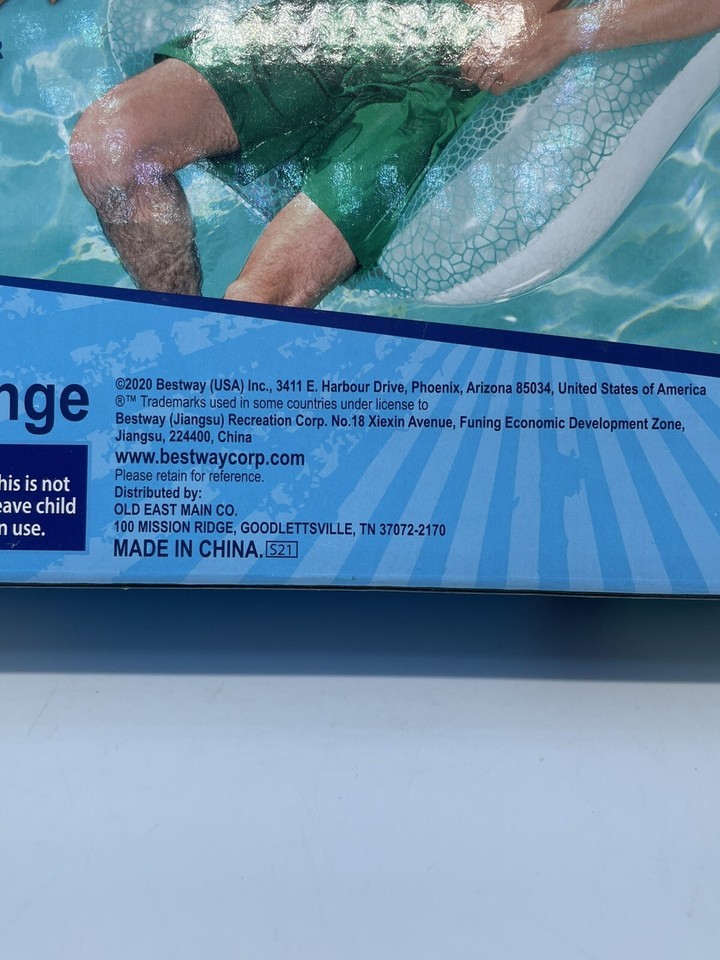 nge
his is not
eave child
n use.
©2020 Bestway (USA) Inc., 3411 E. Harbour Drive, Phoenix, Arizona 85034, United States of America
®™ Trademarks used in some countries under license to
Bestway (Jiangsu) Recreation Corp. No.18 Xiexin Avenue, Funing Economic Development Zone,
Jiangsu, 224400, China
www.bestwaycorp.com
Please retain for reference.
Distributed by:
OLD EAST MAIN CO.
100 MISSION RIDGE, GOODLETTSVILLE, TN 37072-2170
MADE IN CHINA. S21